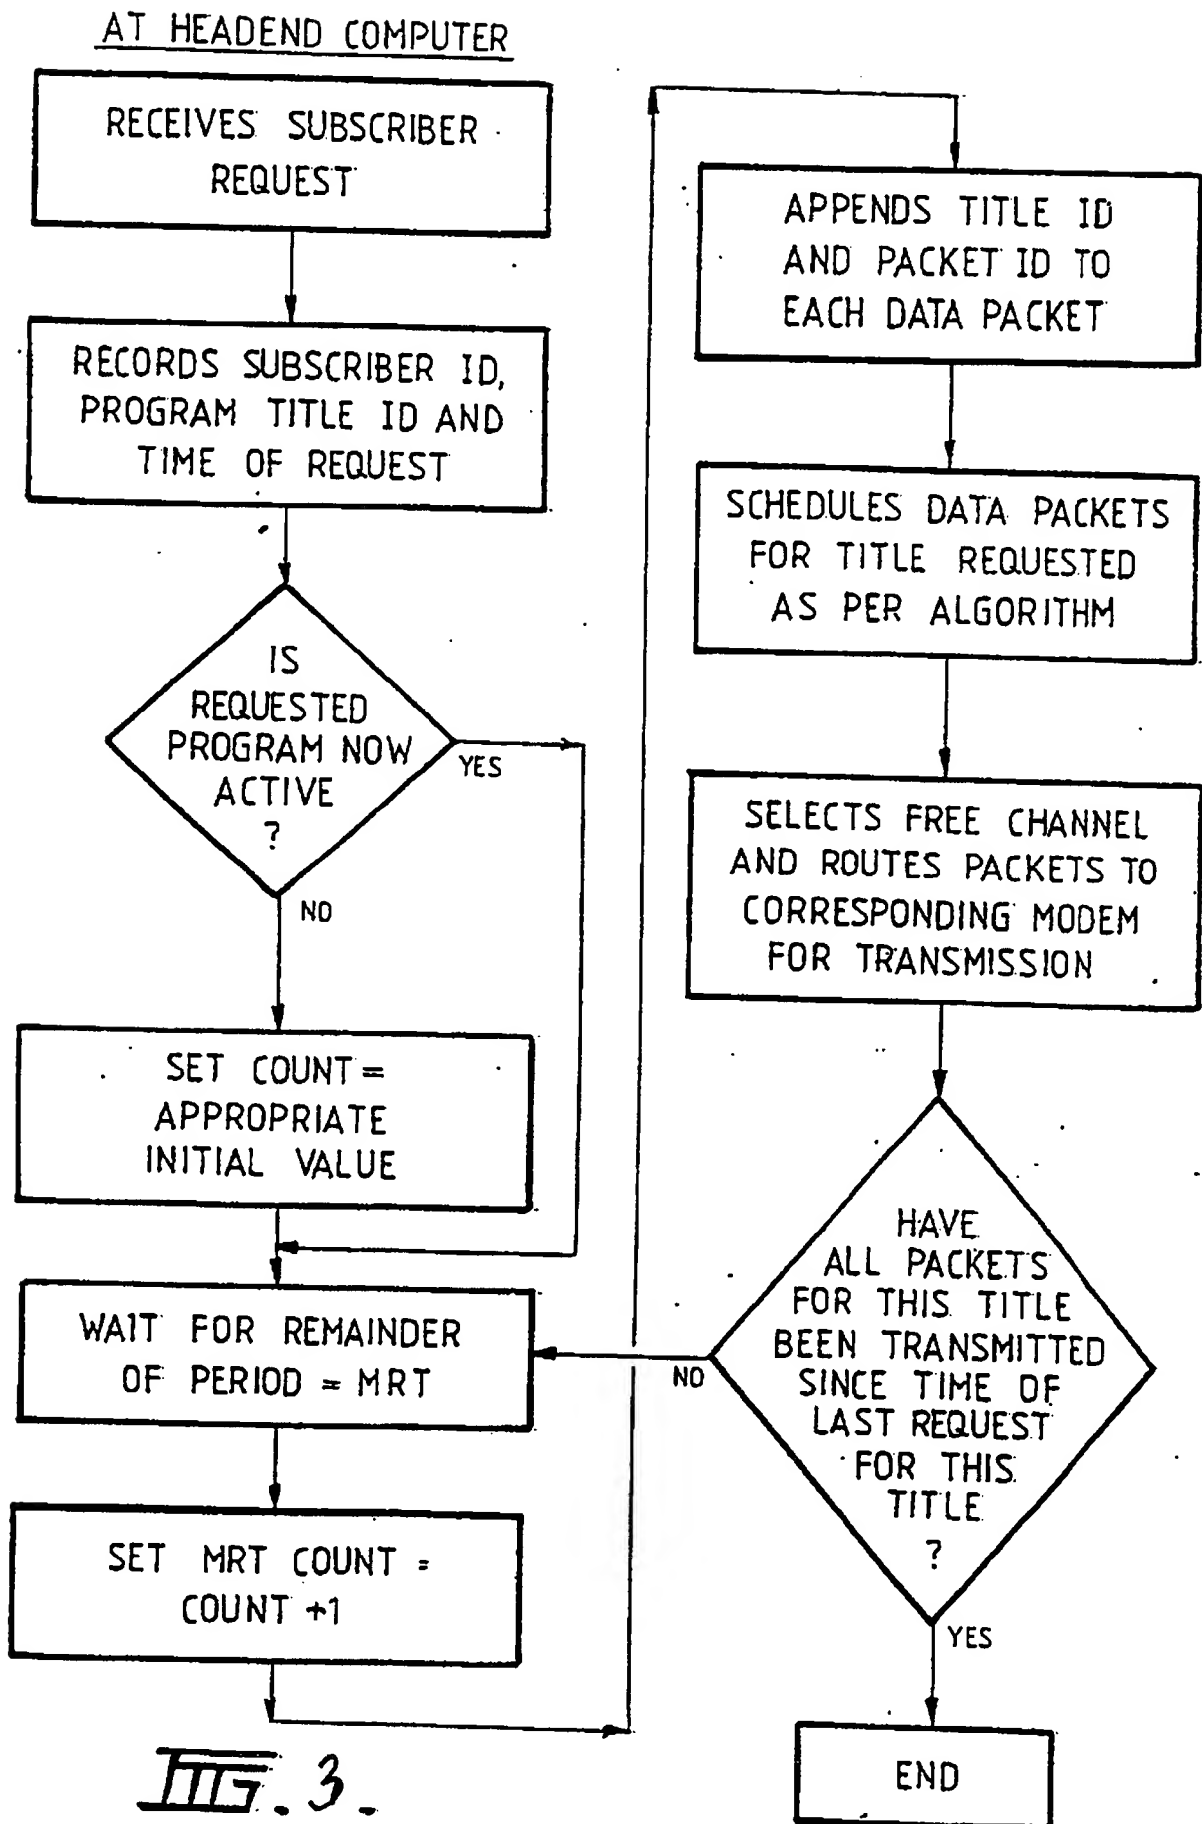 AT HEADEND COMPUTER
RECEIVES SUBSCRIBER
REQUEST
RECORDS SUBSCRIBER ID,
PROGRAM TITLE ID AND
TIME OF REQUEST
IS
REQUESTED
PROGRAM NOW
ACTIVE
?
YES
NO
SET COUNT =
APPROPRIATE
INITIAL VALUE
WAIT FOR REMAINDER
OF PERIOD = MRT
SET MRT COUNT =
COUNT +1
APPENDS TITLE ID
AND PACKET ID TO
EACH DATA PACKET
SCHEDULES DATA PACKETS
FOR TITLE REQUESTED
AS PER ALGORITHM
SELECTS FREE CHANNEL
AND ROUTES PACKETS TO
CORRESPONDING MODEM
FOR TRANSMISSION
HAVE
ALL PACKETS
FOR THIS TITLE
BEEN TRANSMITTED
SINCE TIME OF
LAST REQUEST
FOR THIS
TITLE
?
NO
YES
END
FIG. 3.